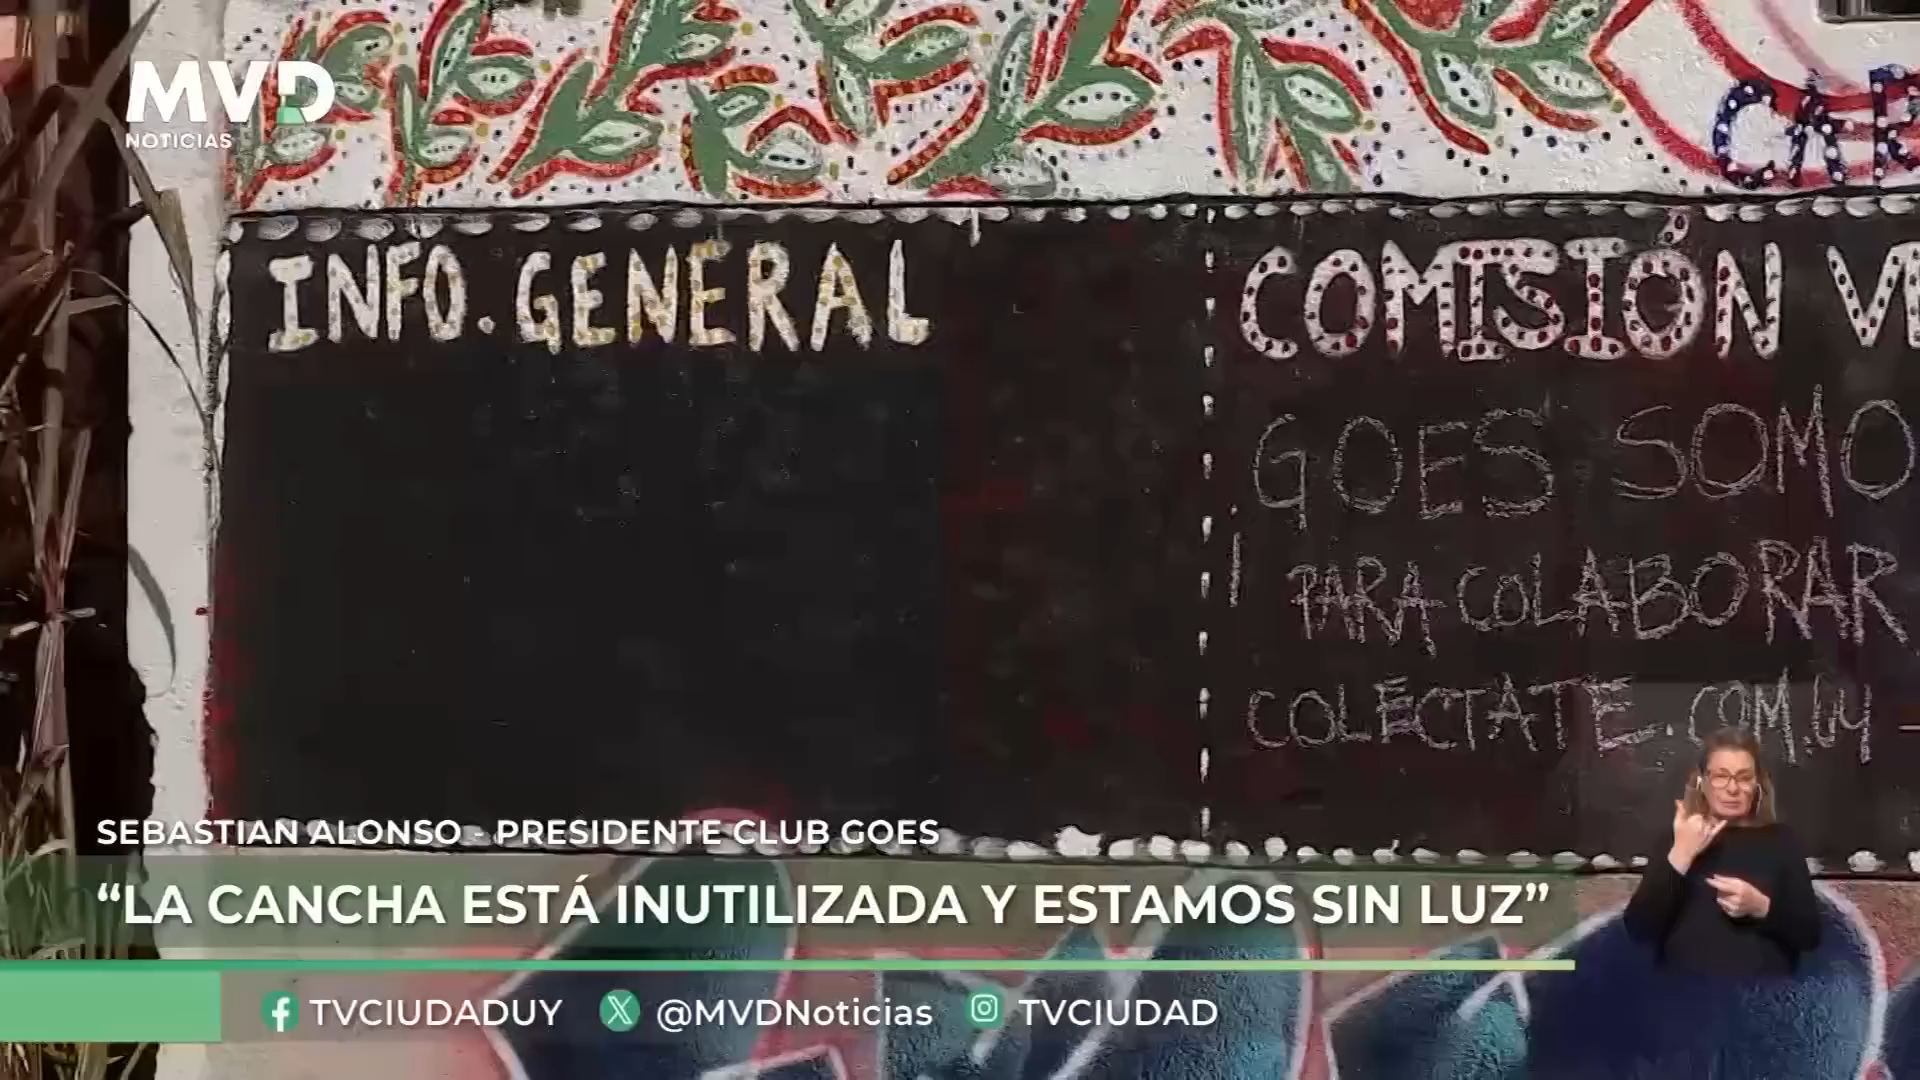 MVD
NOTICIAS
INFO. GENERAL
COMISIÓN
GOES SOMO
PARA COLABORAR
COLECTATE.COM.UY -
SEBASTIAN ALONSO - PRESIDENTE CLUB GOES
“LA CANCHA ESTÁ INUTILIZADA Y ESTAMOS SIN LUZ”
TVCIUDADUY @MVDNoticias TVCIUDAD